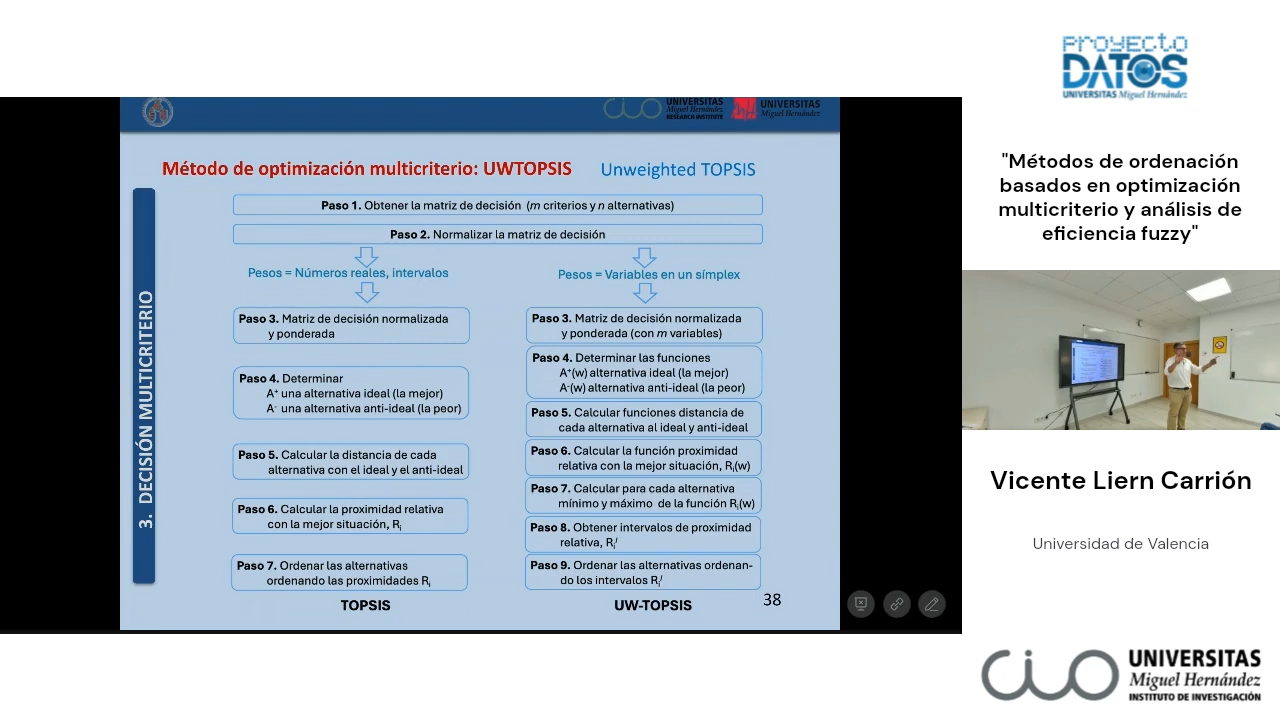 UNIVERSITAS
Miguel Hernández
RESEARCH INSTITUTE
UNIVERSITAS
Miguel Hernández
Método de optimización multicriterio: UWTOPSIS
Unweighted TOPSIS
3. DECISIÓN MULTICRITERIO
Paso 1. Obtener la matriz de decisión (m criterios y n alternativas)
Paso 2. Normalizar la matriz de decisión
Pesos = Números reales, intervalos
Paso 3. Matriz de decisión normalizada
y ponderada
Paso 4. Determinar
A⁺ una alternativa ideal (la mejor)
A⁻ una alternativa anti-ideal (la peor)
Paso 5. Calcular la distancia de cada
alternativa con el ideal y el anti-ideal
Paso 6. Calcular la proximidad relativa
con la mejor situación, Rᵢ
Paso 7. Ordenar las alternativas
ordenando las proximidades Rᵢ
TOPSIS
Pesos = Variables en un símplex
Paso 3. Matriz de decisión normalizada
y ponderada (con m variables)
Paso 4. Determinar las funciones
A⁺(w) alternativa ideal (la mejor)
A⁻(w) alternativa anti-ideal (la peor)
Paso 5. Calcular funciones distancia de
cada alternativa al ideal y anti-ideal
Paso 6. Calcular la función proximidad
relativa con la mejor situación, Rᵢ(w)
Paso 7. Calcular para cada alternativa
mínimo y máximo de la función Rᵢ(w)
Paso 8. Obtener intervalos de proximidad
relativa, Rᵢᴵ
Paso 9. Ordenar las alternativas ordenan-
do los intervalos Rᵢᴵ
UW-TOPSIS
38
PROYECTO
DATOS
UNIVERSITAS Miguel Hernández
"Métodos de ordenación
basados en optimización
multicriterio y análisis de
eficiencia fuzzy"
Vicente Liern Carrión
Universidad de Valencia
CIO
UNIVERSITAS
Miguel Hernández
INSTITUTO DE INVESTIGACIÓN